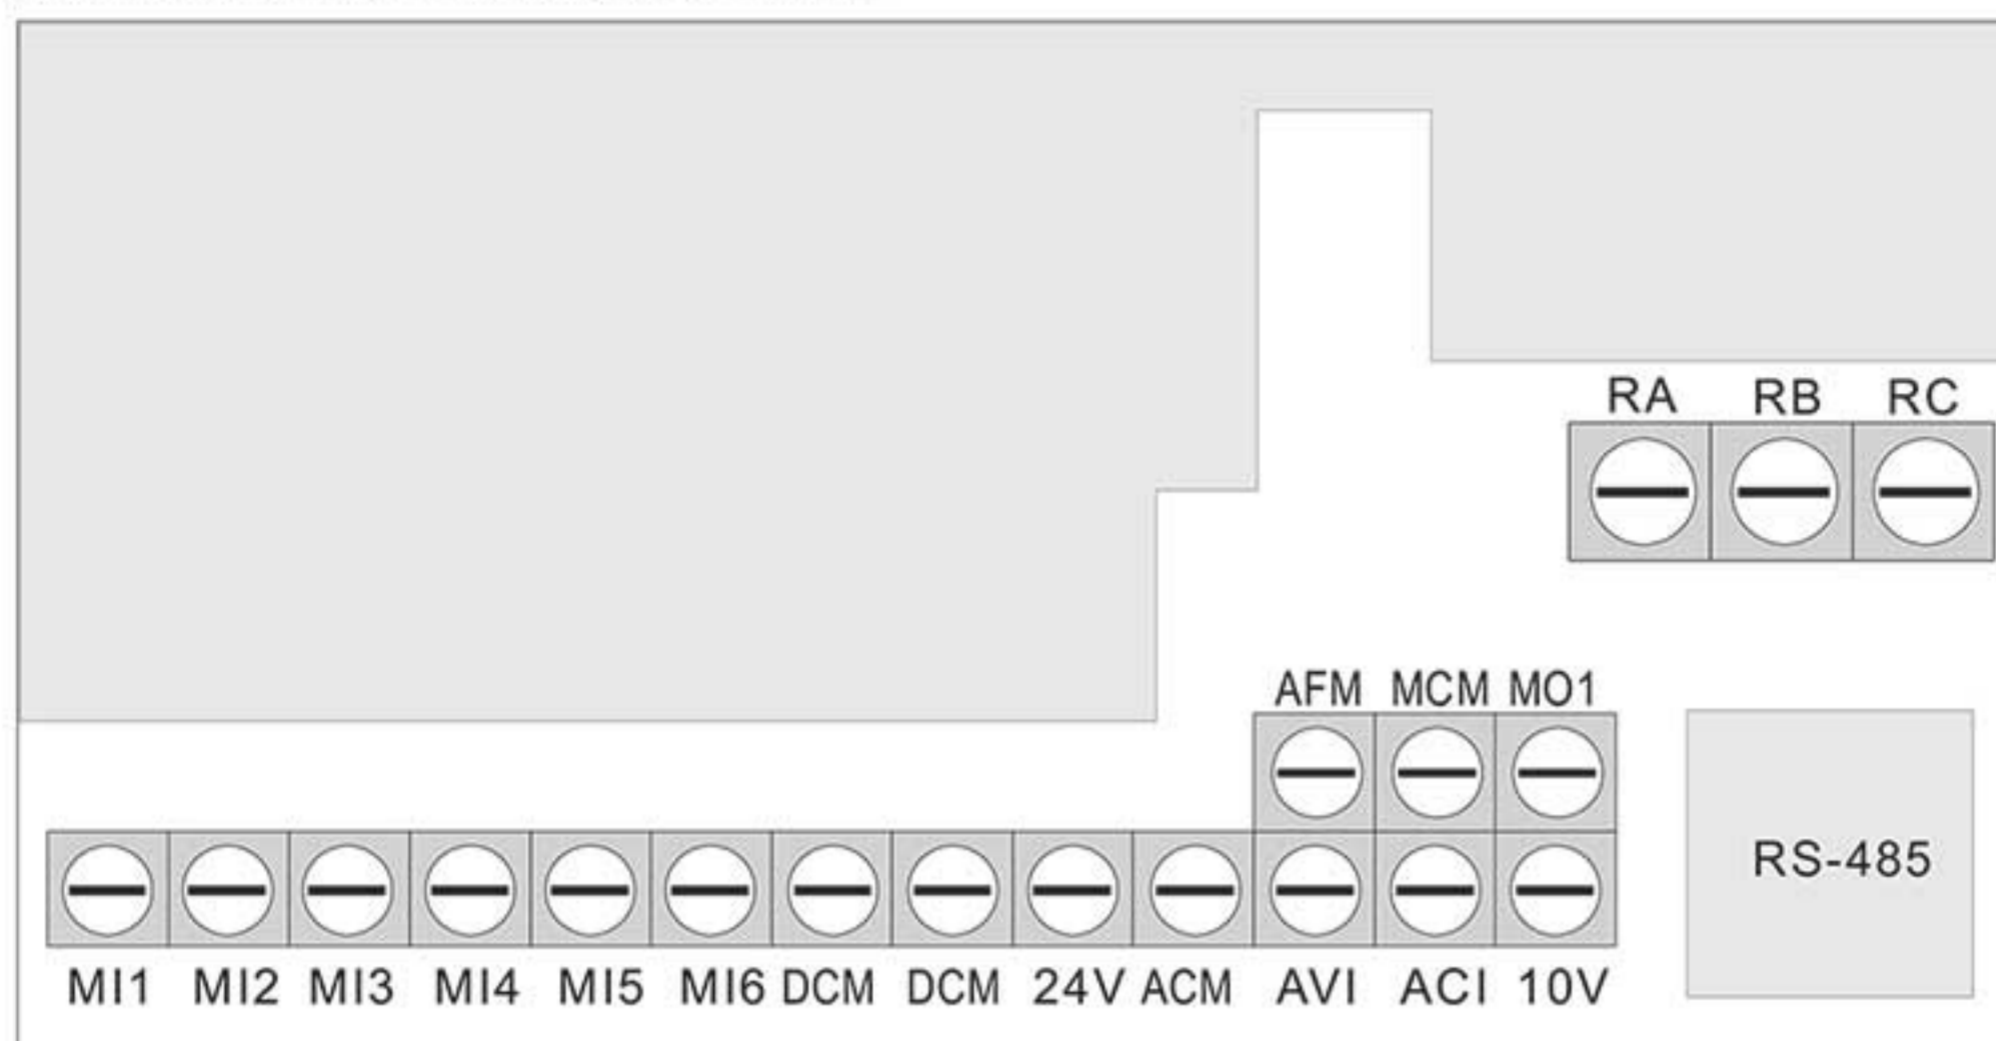 RA RB RC
AFM MCM MO1
RS-485
MI1 MI2 MI3 MI4 MI5 MI6 DCM DCM 24V ACM AVI ACI 10V